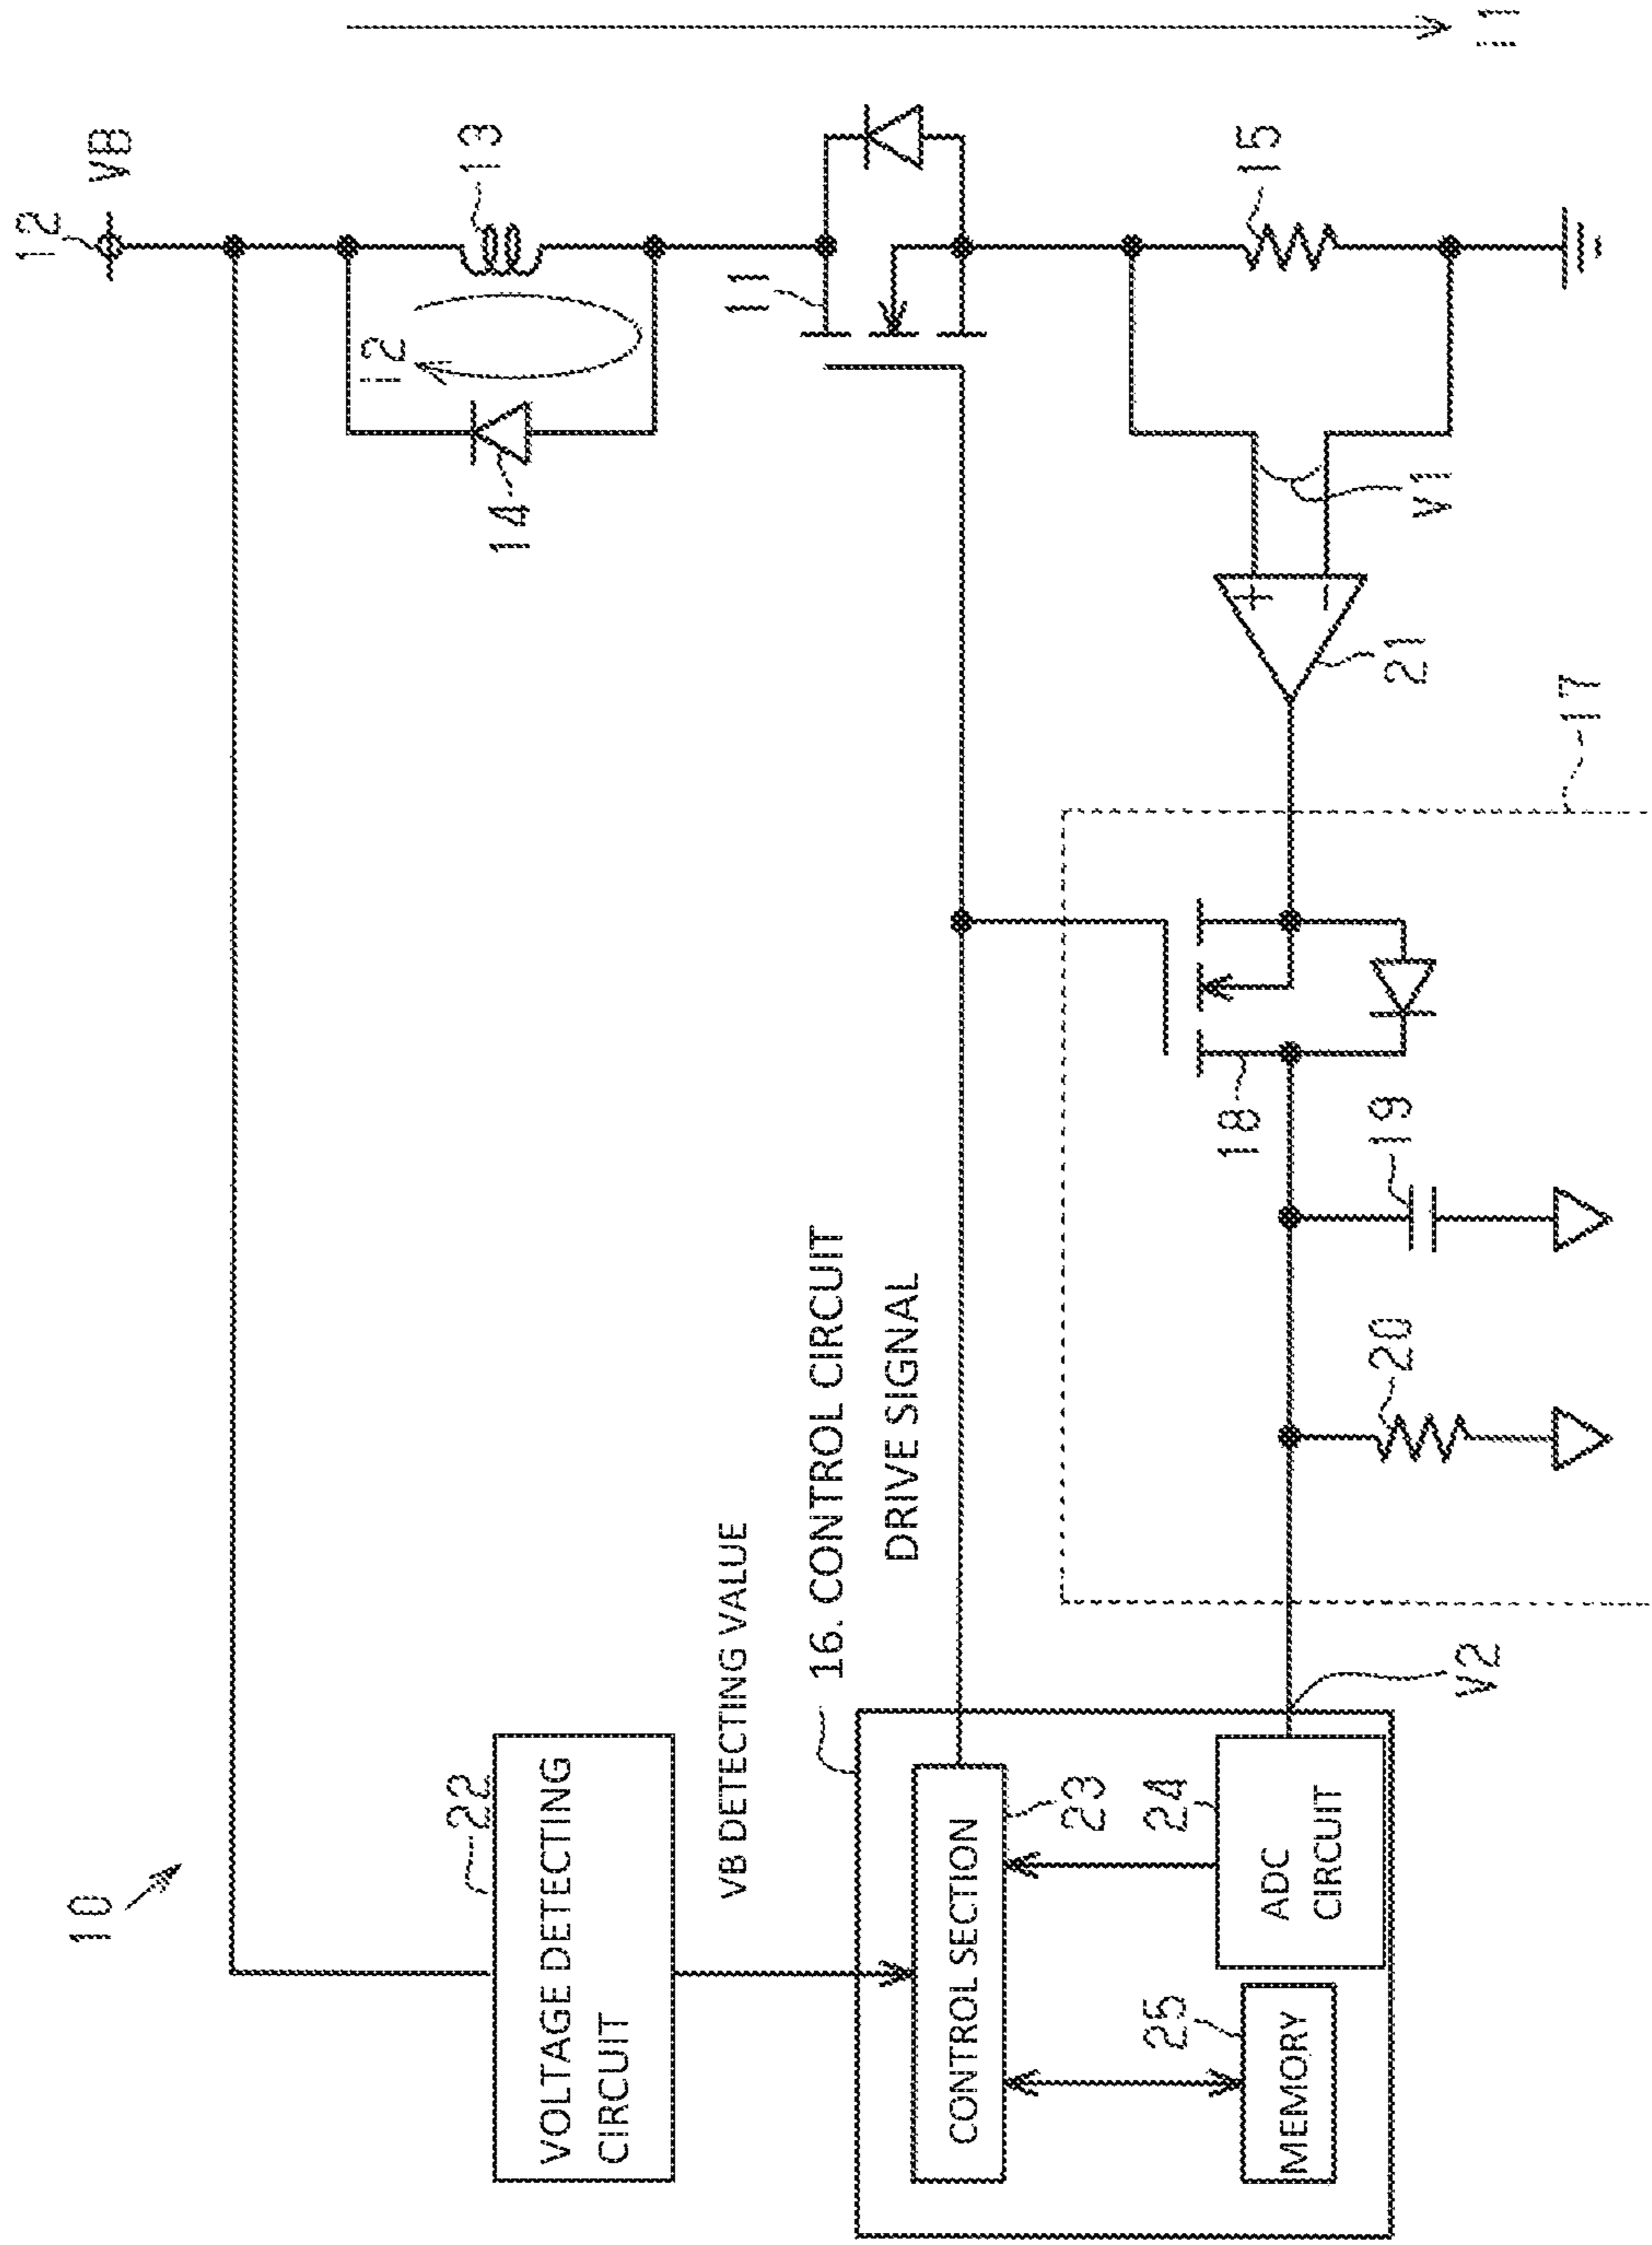 12
10
VB
i2
22
13
14
VOLTAGE DETECTING
CIRCUIT
VB DETECTING VALUE
11
16. CONTROL CIRCUIT
DRIVE SIGNAL
CONTROL SECTION
23
25
24
18
15
ADC
CIRCUIT
MEMORY
20
19
21
V1
V2
i1
17